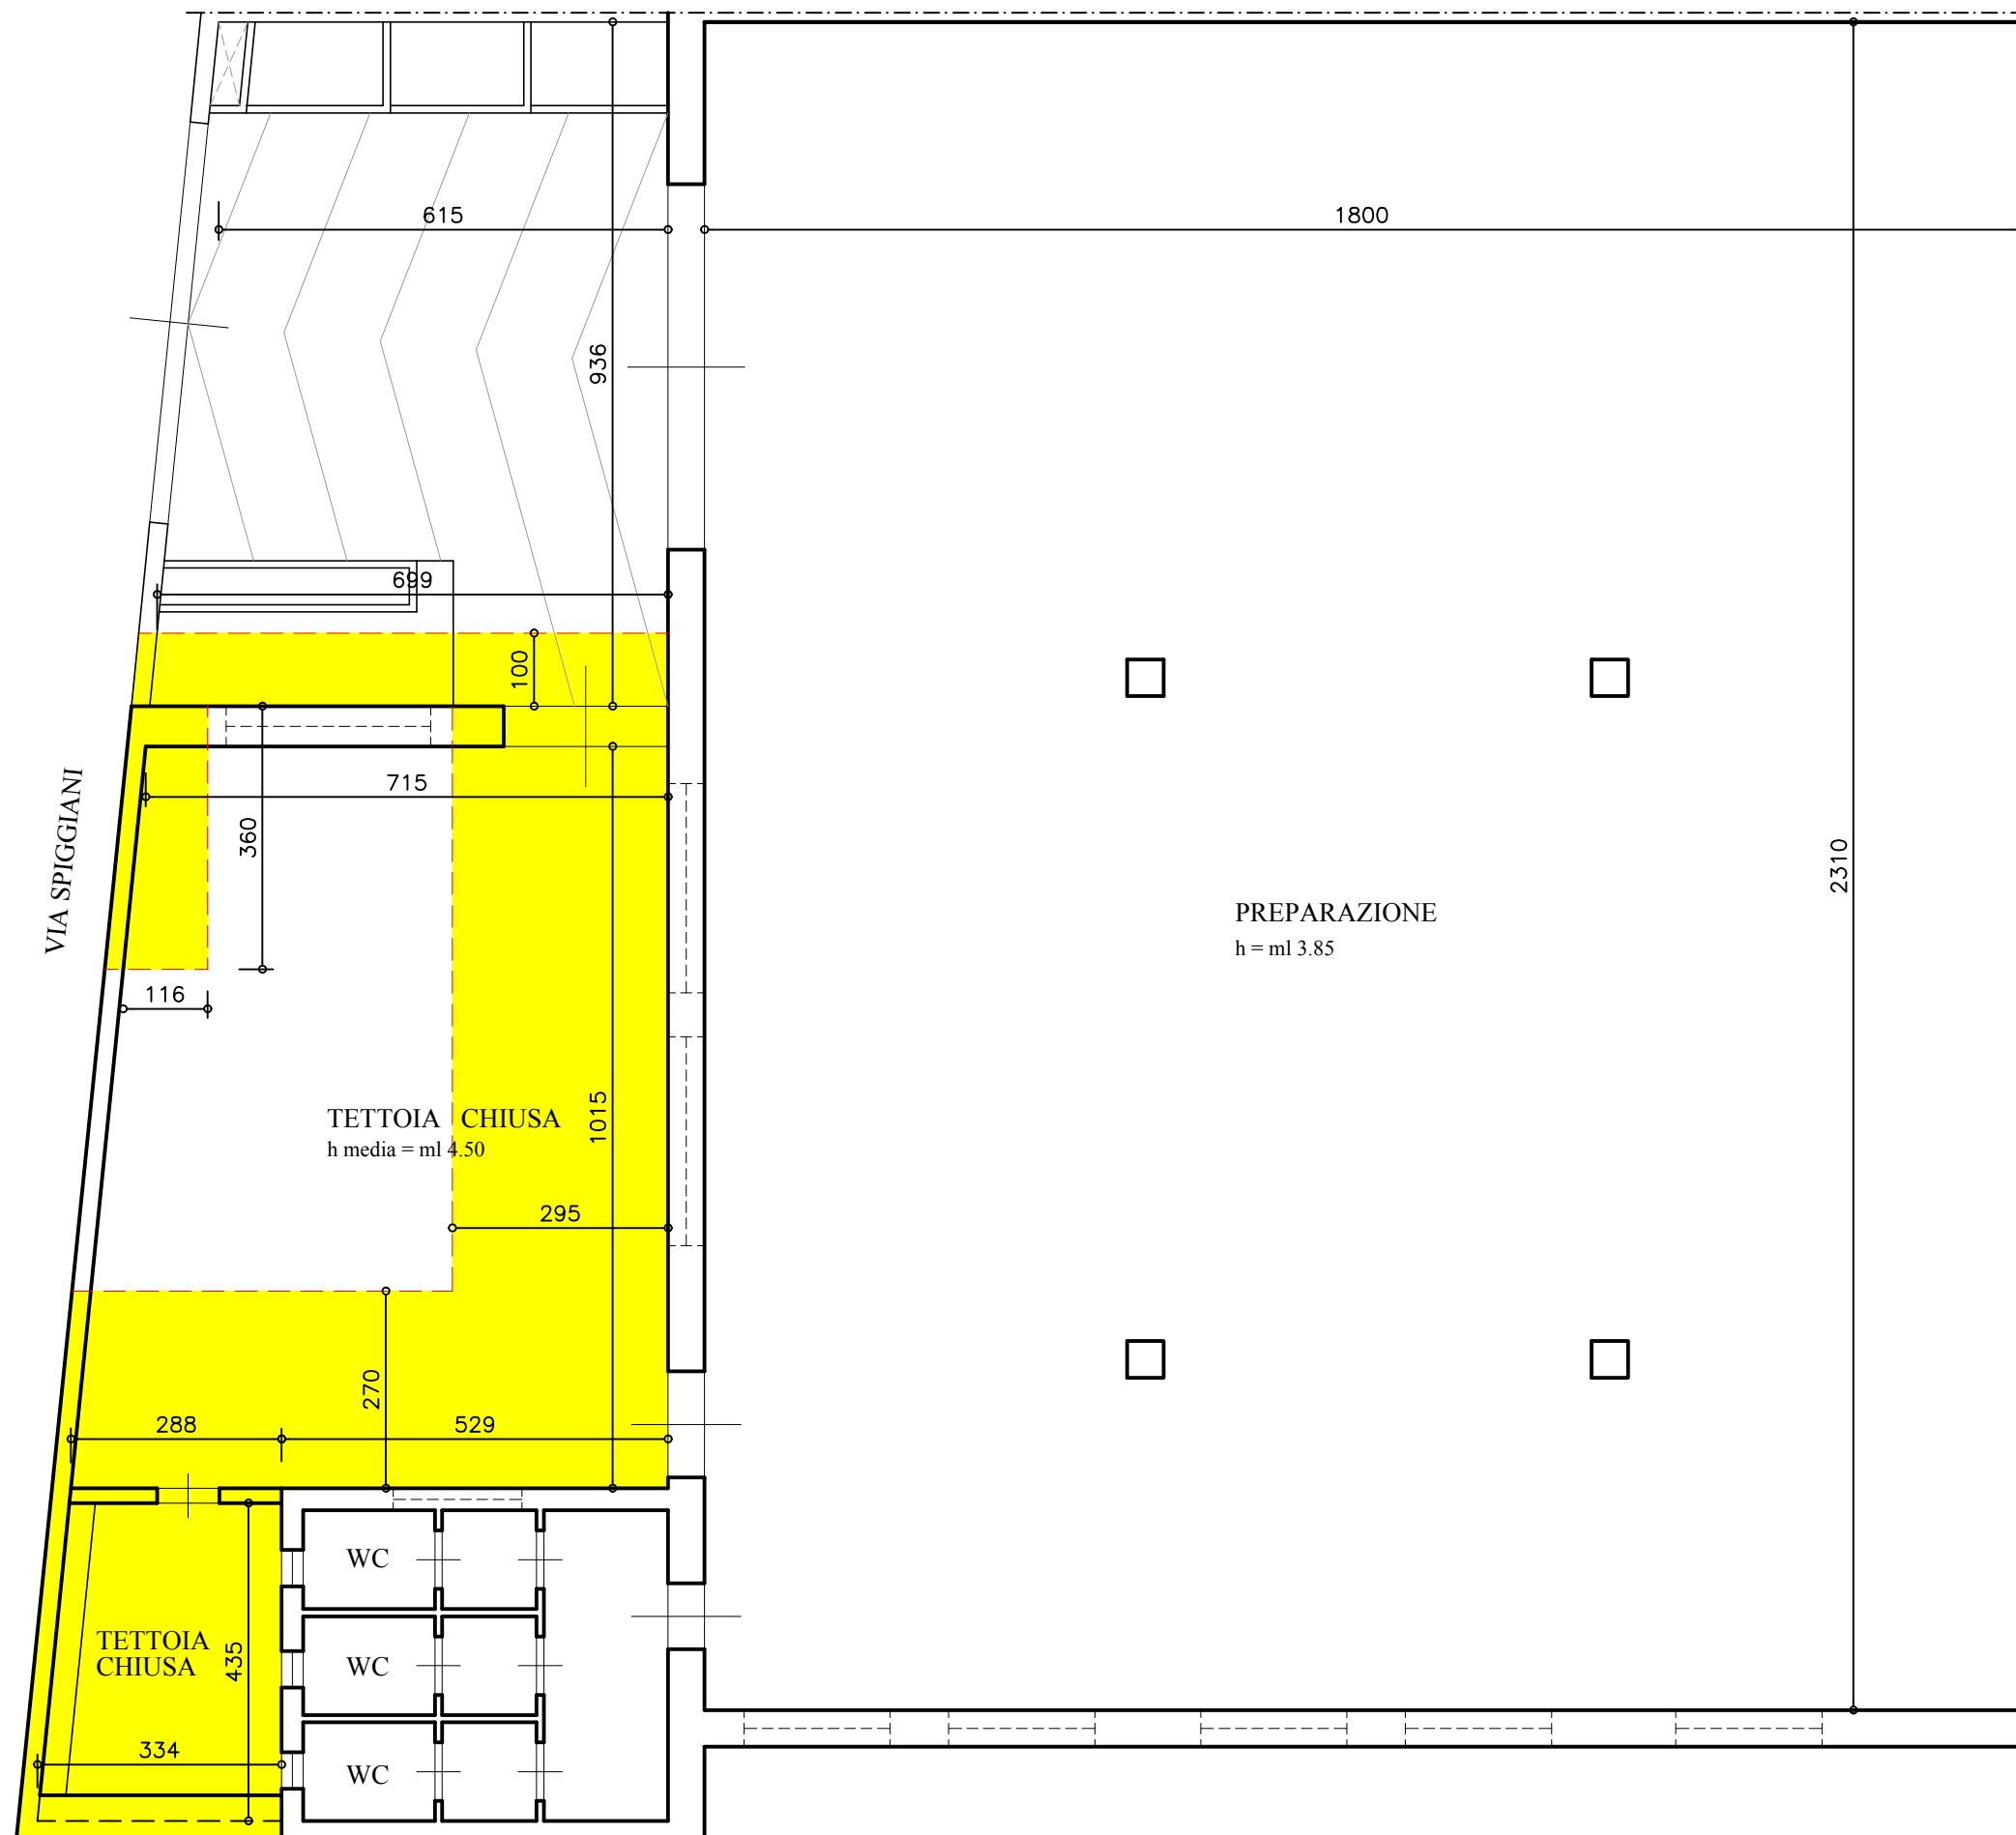 615
1800
936
699
100
715
360
VIA SPIGGIANI
2310
PREPARAZIONE
h = ml 3.85
116
TETTOIA CHIUSA
h media = ml 4.50
1015
295
270
288
529
WC
TETTOIA
CHIUSA
435
WC
334
WC